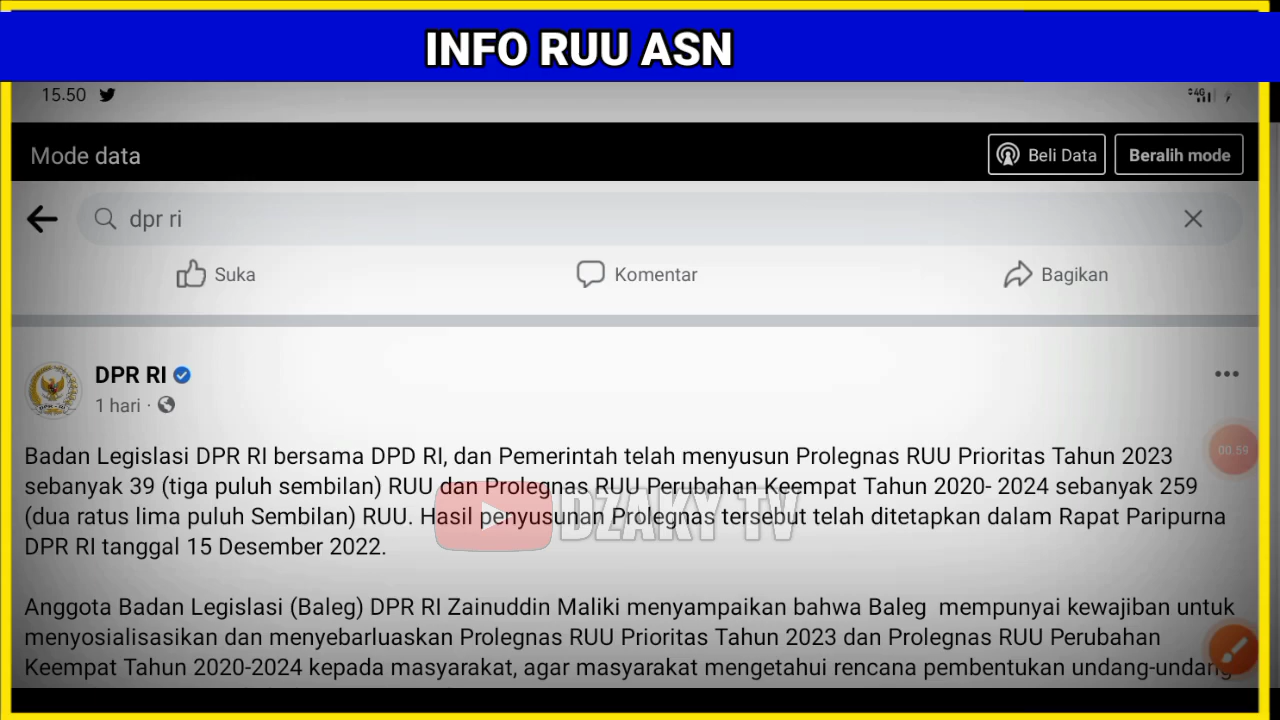 INFO RUU ASN
15.50
4G
Mode data
Beli Data
Beralih mode
dpr ri
Suka
Komentar
Bagikan
DPR RI
1 hari ·
00.59
Badan Legislasi DPR RI bersama DPD RI, dan Pemerintah telah menyusun Prolegnas RUU Prioritas Tahun 2023
sebanyak 39 (tiga puluh sembilan) RUU dan Prolegnas RUU Perubahan Keempat Tahun 2020- 2024 sebanyak 259
(dua ratus lima puluh Sembilan) RUU. Hasil penyusunan Prolegnas tersebut telah ditetapkan dalam Rapat Paripurna
DPR RI tanggal 15 Desember 2022.
DZAKY TV
Anggota Badan Legislasi (Baleg) DPR RI Zainuddin Maliki menyampaikan bahwa Baleg mempunyai kewajiban untuk
menyosialisasikan dan menyebarluaskan Prolegnas RUU Prioritas Tahun 2023 dan Prolegnas RUU Perubahan
Keempat Tahun 2020-2024 kepada masyarakat, agar masyarakat mengetahui rencana pembentukan undang-undang